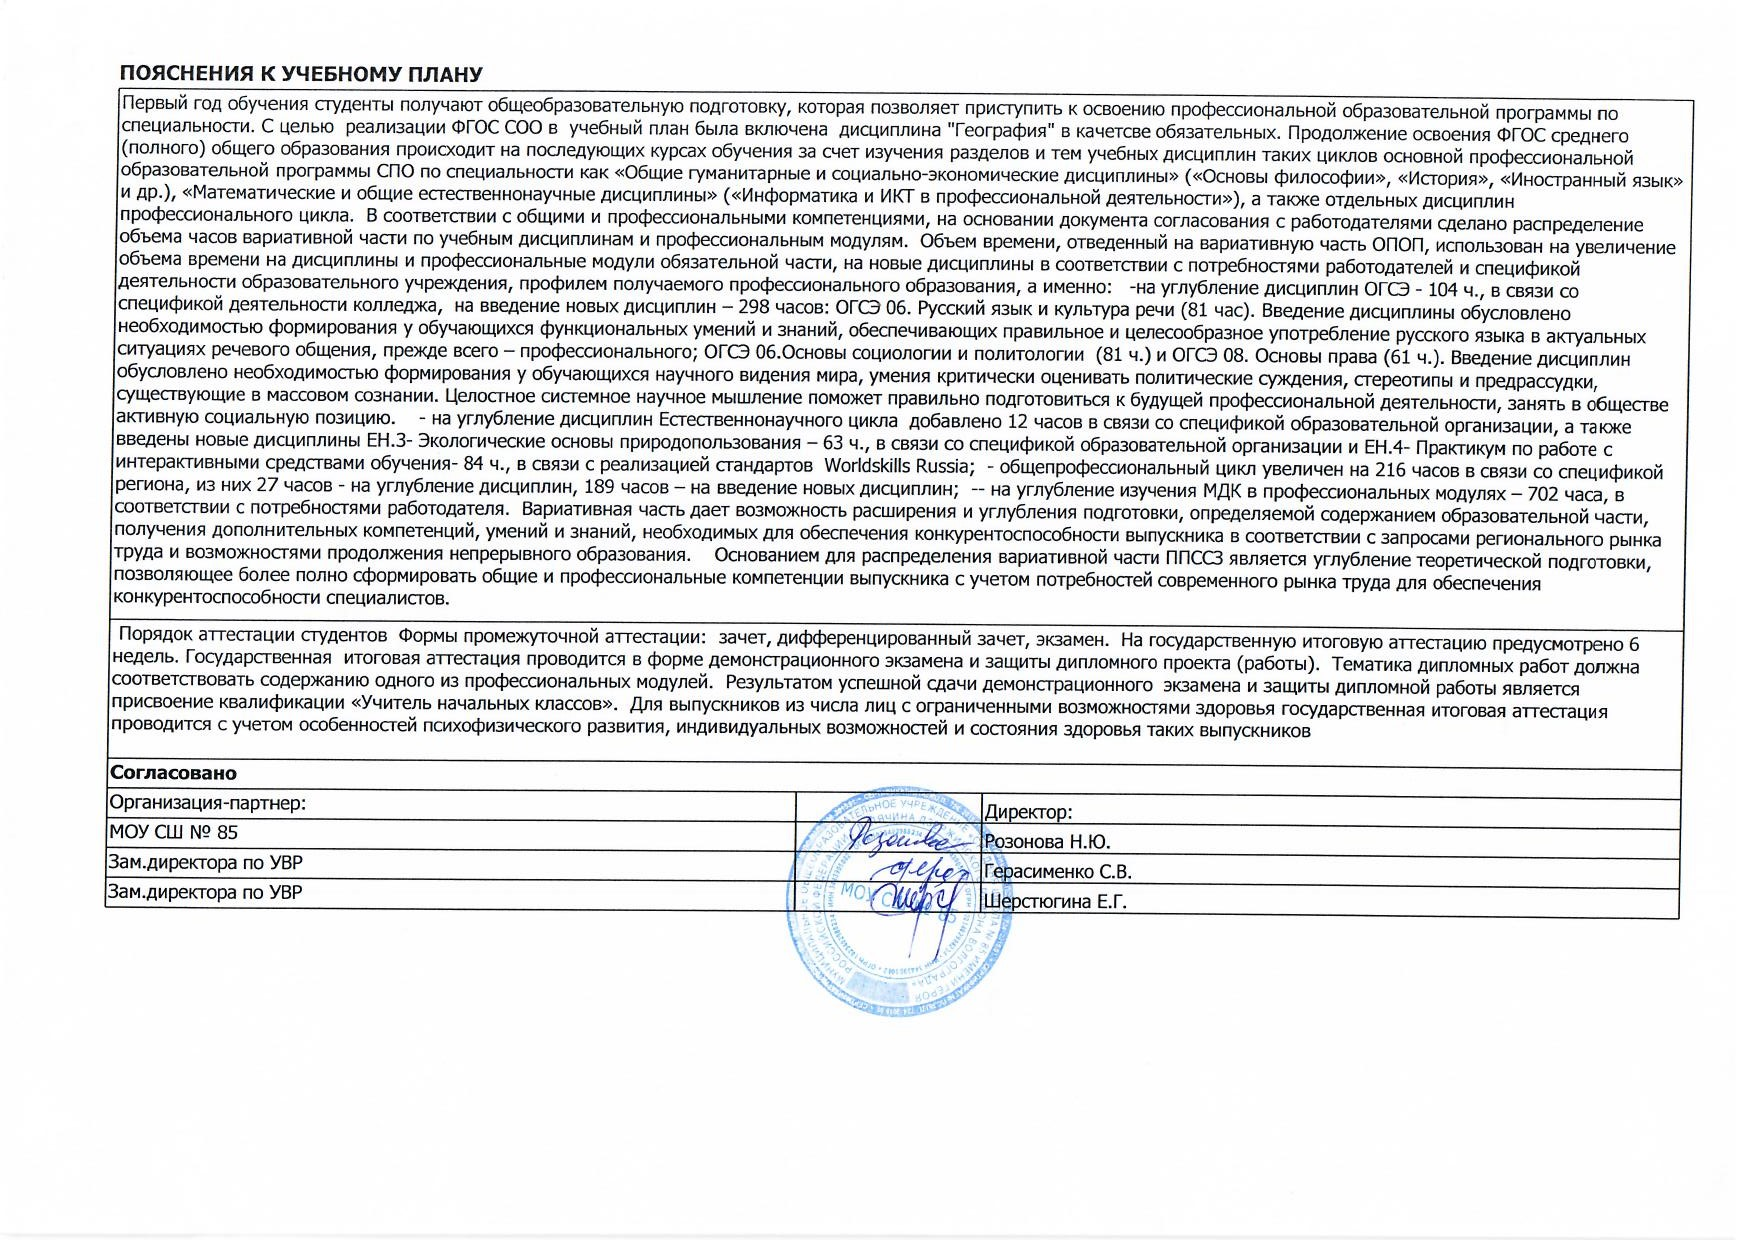 ПОЯСНЕНИЯ К УЧЕБНОМУ ПЛАНУ
Первый год обучения студенты получают общеобразовательную подготовку, которая позволяет приступить к освоению профессиональной образовательной программы по
специальности. С целью реализации ФГОС СОО в учебный план была включена дисциплина "География" в качетсве обязательных. Продолжение освоения ФГОС среднего
(полного) общего образования происходит на последующих курсах обучения за счет изучения разделов и тем учебных дисциплин таких циклов основной профессиональной
образовательной программы СПО по специальности как «Общие гуманитарные и социально-экономические дисциплины» («Основы философии», «История», «Иностранный язык»
и др.), «Математические и общие естественнонаучные дисциплины» («Информатика и ИКТ в профессиональной деятельности»), а также отдельных дисциплин
профессионального цикла. В соответствии с общими и профессиональными компетенциями, на основании документа согласования с работодателями сделано распределение
объема часов вариативной части по учебным дисциплинам и профессиональным модулям. Объем времени, отведенный на вариативную часть ОПОП, использован на увеличение
объема времени на дисциплины и профессиональные модули обязательной части, на новые дисциплины в соответствии с потребностями работодателей и спецификой
деятельности образовательного учреждения, профилем получаемого профессионального образования, а именно: -на углубление дисциплин ОГСЭ - 104 ч., в связи со
спецификой деятельности колледжа, на введение новых дисциплин – 298 часов: ОГСЭ 06. Русский язык и культура речи (81 час). Введение дисциплины обусловлено
необходимостью формирования у обучающихся функциональных умений и знаний, обеспечивающих правильное и целесообразное употребление русского языка в актуальных
ситуациях речевого общения, прежде всего – профессионального; ОГСЭ 06.Основы социологии и политологии (81 ч.) и ОГСЭ 08. Основы права (61 ч.). Введение дисциплин
обусловлено необходимостью формирования у обучающихся научного видения мира, умения критически оценивать политические суждения, стереотипы и предрассудки,
существующие в массовом сознании. Целостное системное научное мышление поможет правильно подготовиться к будущей профессиональной деятельности, занять в обществе
активную социальную позицию. - на углубление дисциплин Естественнонаучного цикла добавлено 12 часов в связи со спецификой образовательной организации, а также
введены новые дисциплины ЕН.3- Экологические основы природопользования – 63 ч., в связи со спецификой образовательной организации и ЕН.4- Практикум по работе с
интерактивными средствами обучения- 84 ч., в связи с реализацией стандартов Worldskills Russia; - общепрофессиональный цикл увеличен на 216 часов в связи со спецификой
региона, из них 27 часов - на углубление дисциплин, 189 часов – на введение новых дисциплин; -- на углубление изучения МДК в профессиональных модулях – 702 часа, в
соответствии с потребностями работодателя. Вариативная часть дает возможность расширения и углубления подготовки, определяемой содержанием образовательной части,
получения дополнительных компетенций, умений и знаний, необходимых для обеспечения конкурентоспособности выпускника в соответствии с запросами регионального рынка
труда и возможностями продолжения непрерывного образования. Основанием для распределения вариативной части ППССЗ является углубление теоретической подготовки,
позволяющее более полно сформировать общие и профессиональные компетенции выпускника с учетом потребностей современного рынка труда для обеспечения
конкурентоспособности специалистов.
Порядок аттестации студентов Формы промежуточной аттестации: зачет, дифференцированный зачет, экзамен. На государственную итоговую аттестацию предусмотрено 6
недель. Государственная итоговая аттестация проводится в форме демонстрационного экзамена и защиты дипломного проекта (работы). Тематика дипломных работ должна
соответствовать содержанию одного из профессиональных модулей. Результатом успешной сдачи демонстрационного экзамена и защиты дипломной работы является
присвоение квалификации «Учитель начальных классов». Для выпускников из числа лиц с ограниченными возможностями здоровья государственная итоговая аттестация
проводится с учетом особенностей психофизического развития, индивидуальных возможностей и состояния здоровья таких выпускников
Согласовано
Организация-партнер: Директор:
МОУ СШ № 85 Розонова Н.Ю.
Зам.директора по УВР Герасименко С.В.
Зам.директора по УВР Шерстюгина Е.Г.